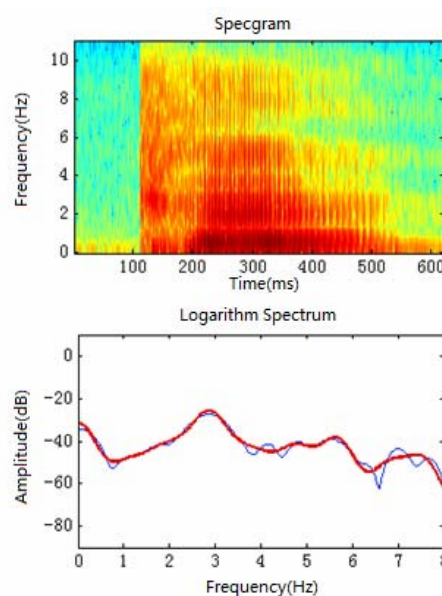 Specgram
Frequency(Hz)
10
8
6
4
2
0
100 200 300 400 500 600
Time(ms)
Logarithm Spectrum
Amplitude(dB)
0
-20
-40
-60
-80
0 1 2 3 4 5 6 7 8
Frequency(Hz)